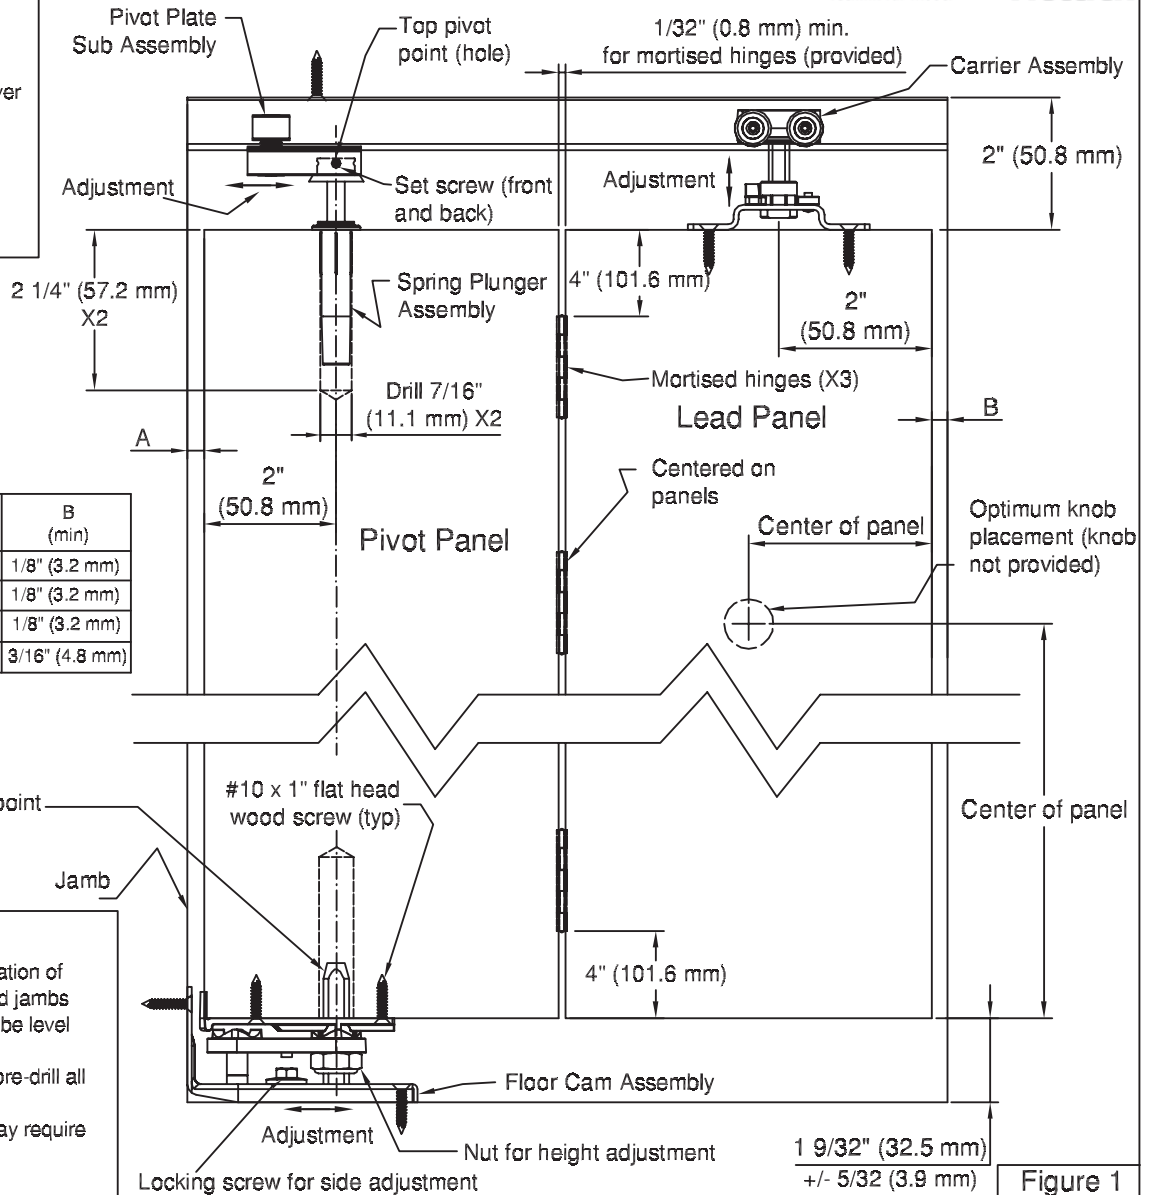 Pivot Plate
Sub Assembly
Top pivot
point (hole)
1/32" (0.8 mm) min.
for mortised hinges (provided)
Carrier Assembly
2" (50.8 mm)
Adjustment
Set screw (front
and back)
Adjustment
2 1/4" (57.2 mm)
X2
Spring Plunger
Assembly
4" (101.6 mm)
2"
(50.8 mm)
Drill 7/16"
(11.1 mm) X2
Mortised hinges (X3)
Lead Panel
B
A
2"
(50.8 mm)
Centered on
panels
Pivot Panel
Center of panel
Optimum knob
placement (knob
not provided)
B
(min)
1/8" (3.2 mm)
1/8" (3.2 mm)
1/8" (3.2 mm)
3/16" (4.8 mm)
#10 x 1" flat head
wood screw (typ)
Center of panel
Jamb
4" (101.6 mm)
of
jambs
be level
all
require
Floor Cam Assembly
Adjustment
Nut for height adjustment
Locking screw for side adjustment
1 9/32" (32.5 mm)
+/- 5/32 (3.9 mm)
Figure 1